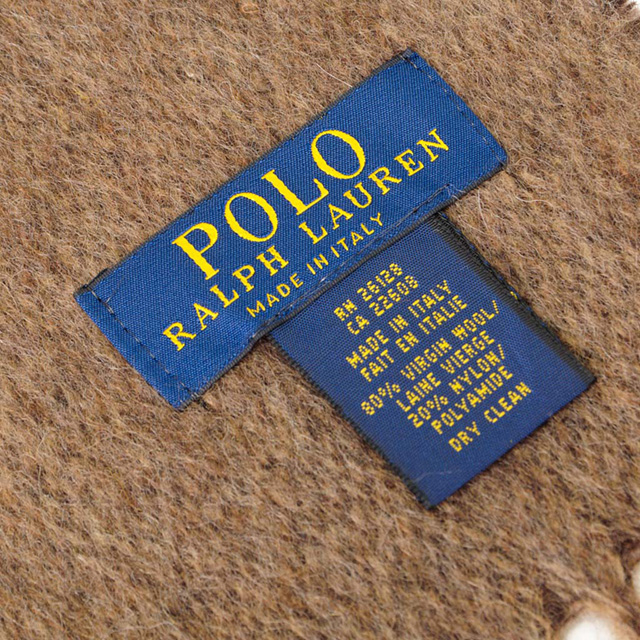 POLO
RALPH LAUREN
MADE IN ITALY
RN 26128
CA 22608
MADE IN ITALY
FAIT EN ITALIE
80% VIRGIN WOOL/
LAINE VIERGE
20% NYLON/
POLYAMIDE
DRY CLEAN